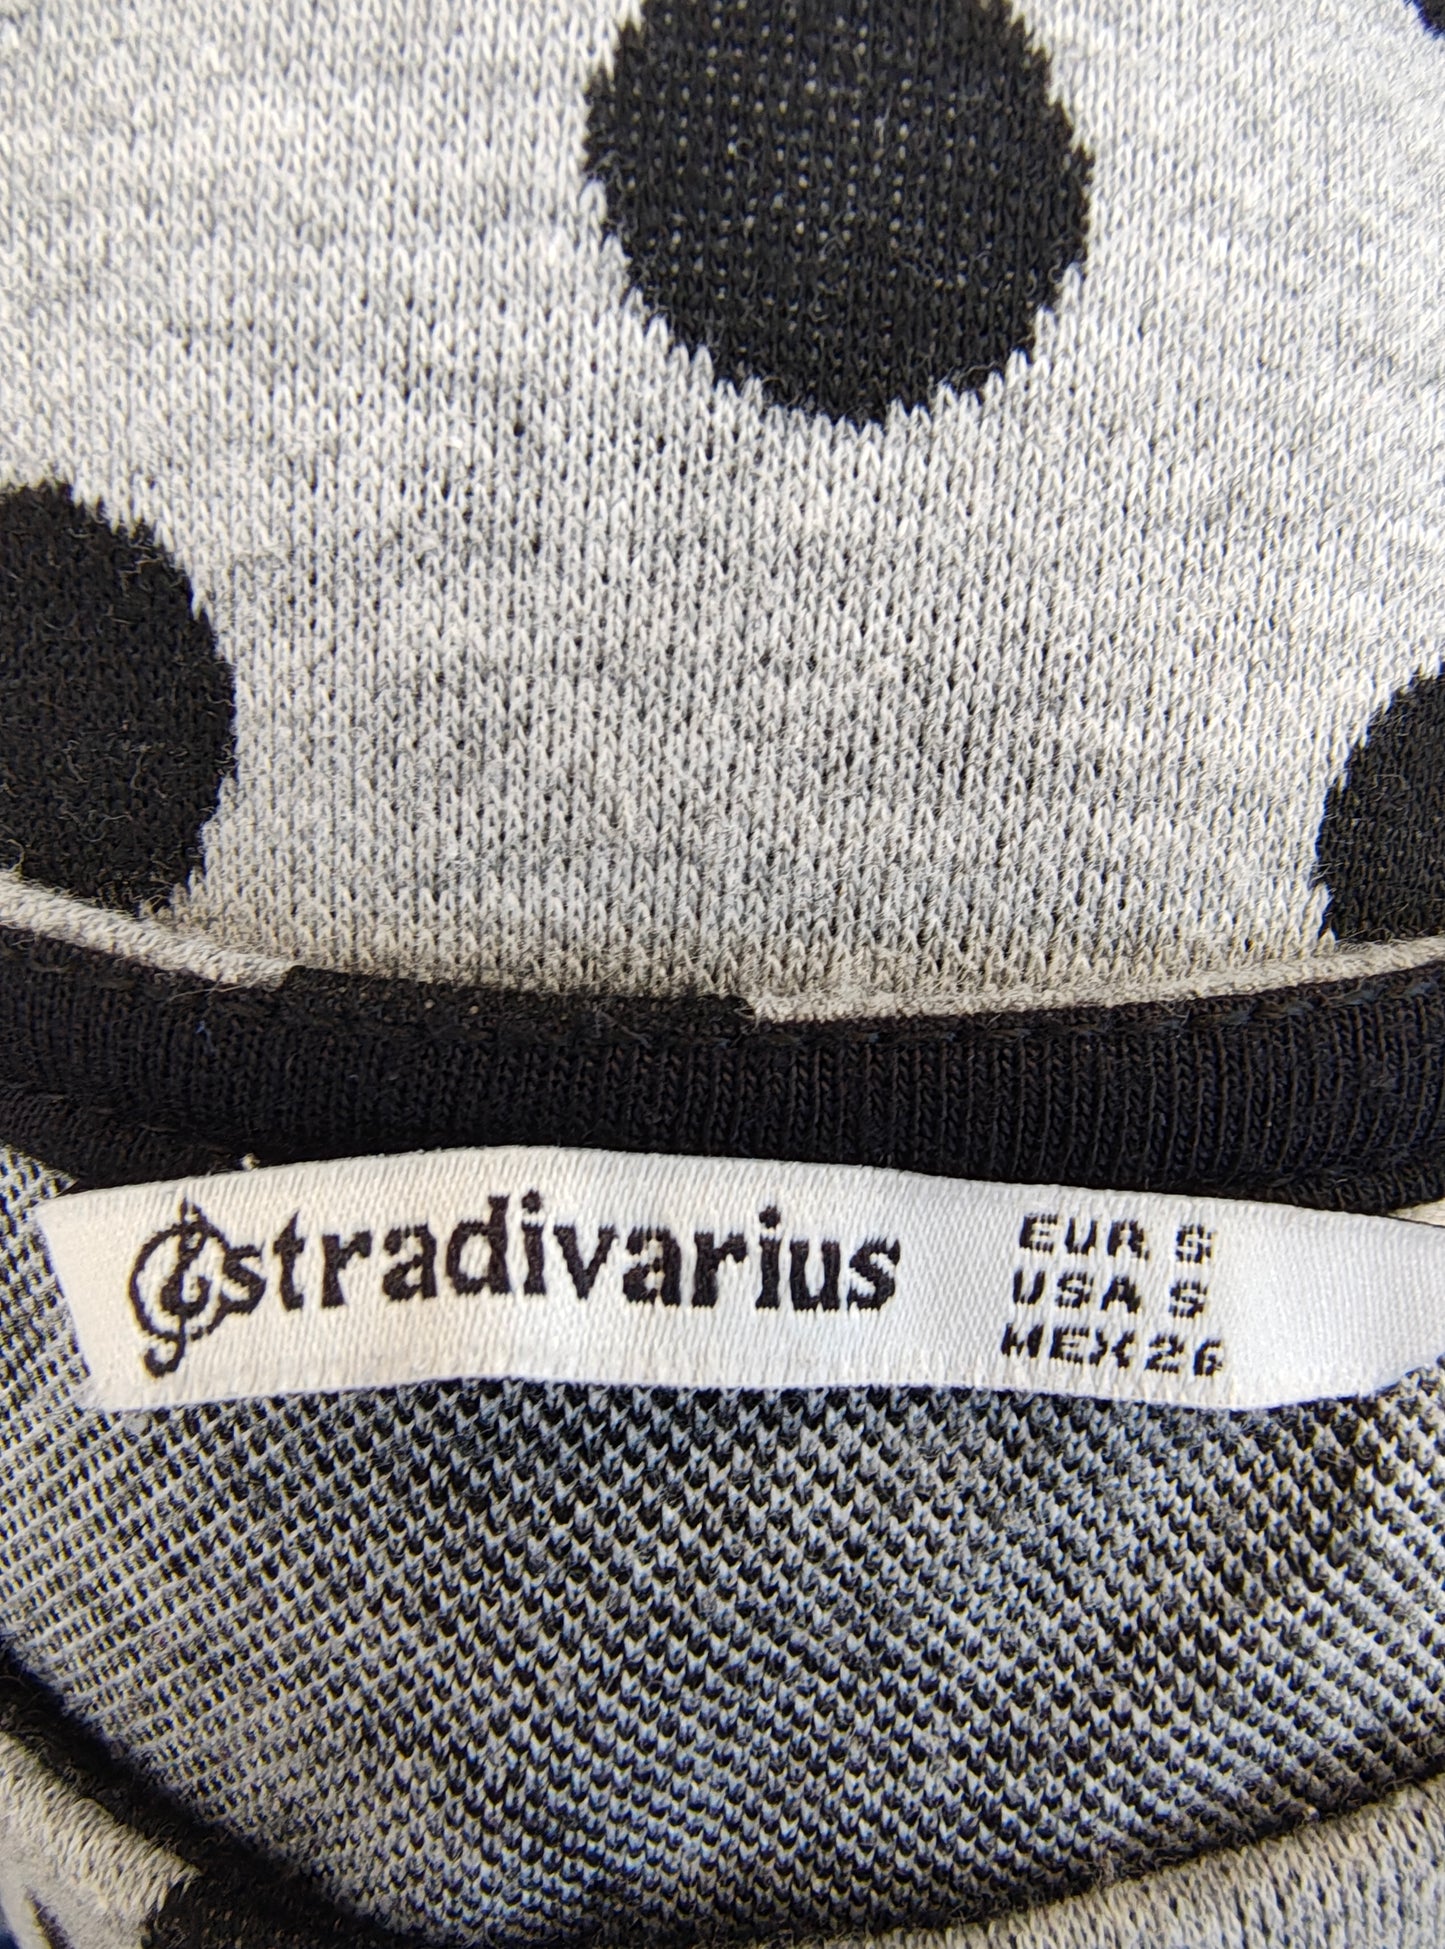 stradivarius
EUR S
USA S
MEX 26